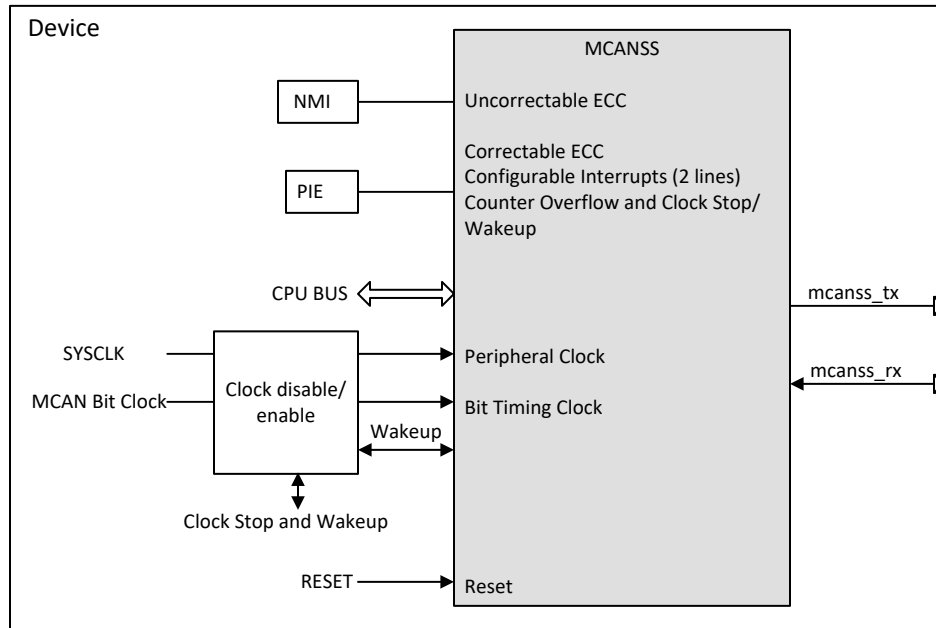 Device
MCANSS
NMI
Uncorrectable ECC
Correctable ECC
Configurable Interrupts (2 lines)
PIE
Counter Overflow and Clock Stop/
Wakeup
CPU BUS
mcanss_tx
SYSCLK
Peripheral Clock
mcanss_rx
Clock disable/
enable
MCAN Bit Clock
Bit Timing Clock
Wakeup
Clock Stop and Wakeup
RESET
Reset